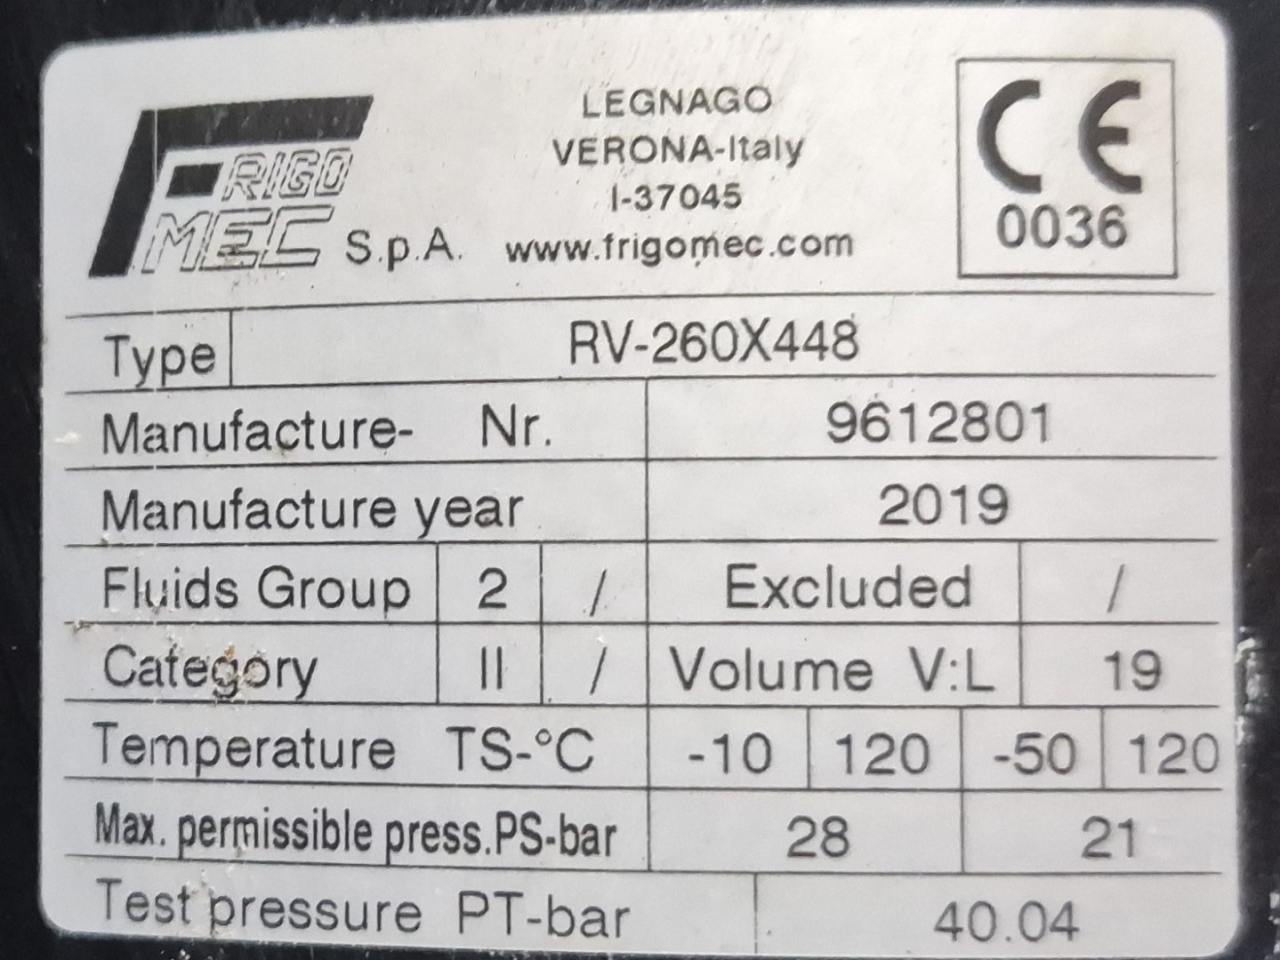 FRIGO
MEC S.p.A.
LEGNAGO
VERONA-Italy
I-37045
www.frigomec.com
CE
0036
Type RV-260X448
Manufacture- Nr. 9612801
Manufacture year 2019
Fluids Group 2 / Excluded /
Category II / Volume V:L 19
Temperature TS-°C -10 120 -50 120
Max. permissible press.PS-bar 28 21
Test pressure PT-bar 40.04